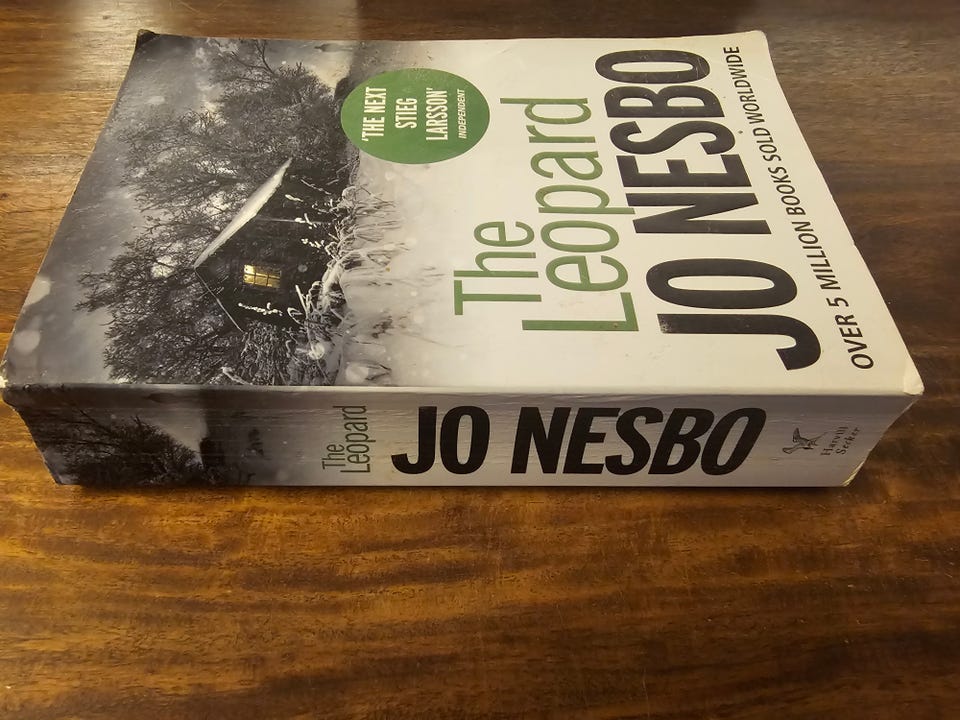 'THE NEXT
STIEG
LARSSON'
INDEPENDENT
The
Leopard
JO NESBO
OVER 5 MILLION BOOKS SOLD WORLDWIDE
The
Leopard
JO NESBO
Harvill
Secker